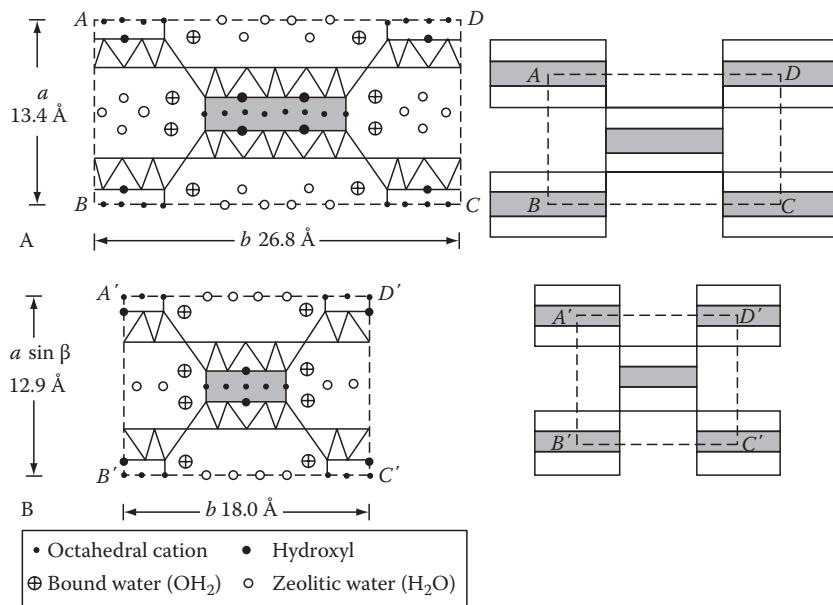 A D
a
13.4 Å
B C
A
b 26.8 Å
A D
B C
A′ D′
a sin β
12.9 Å
B′ C′
B
b 18.0 Å
A′ D′
B′ C′
Octahedral cation Hydroxyl
Bound water (OH₂) Zeolitic water (H₂O)